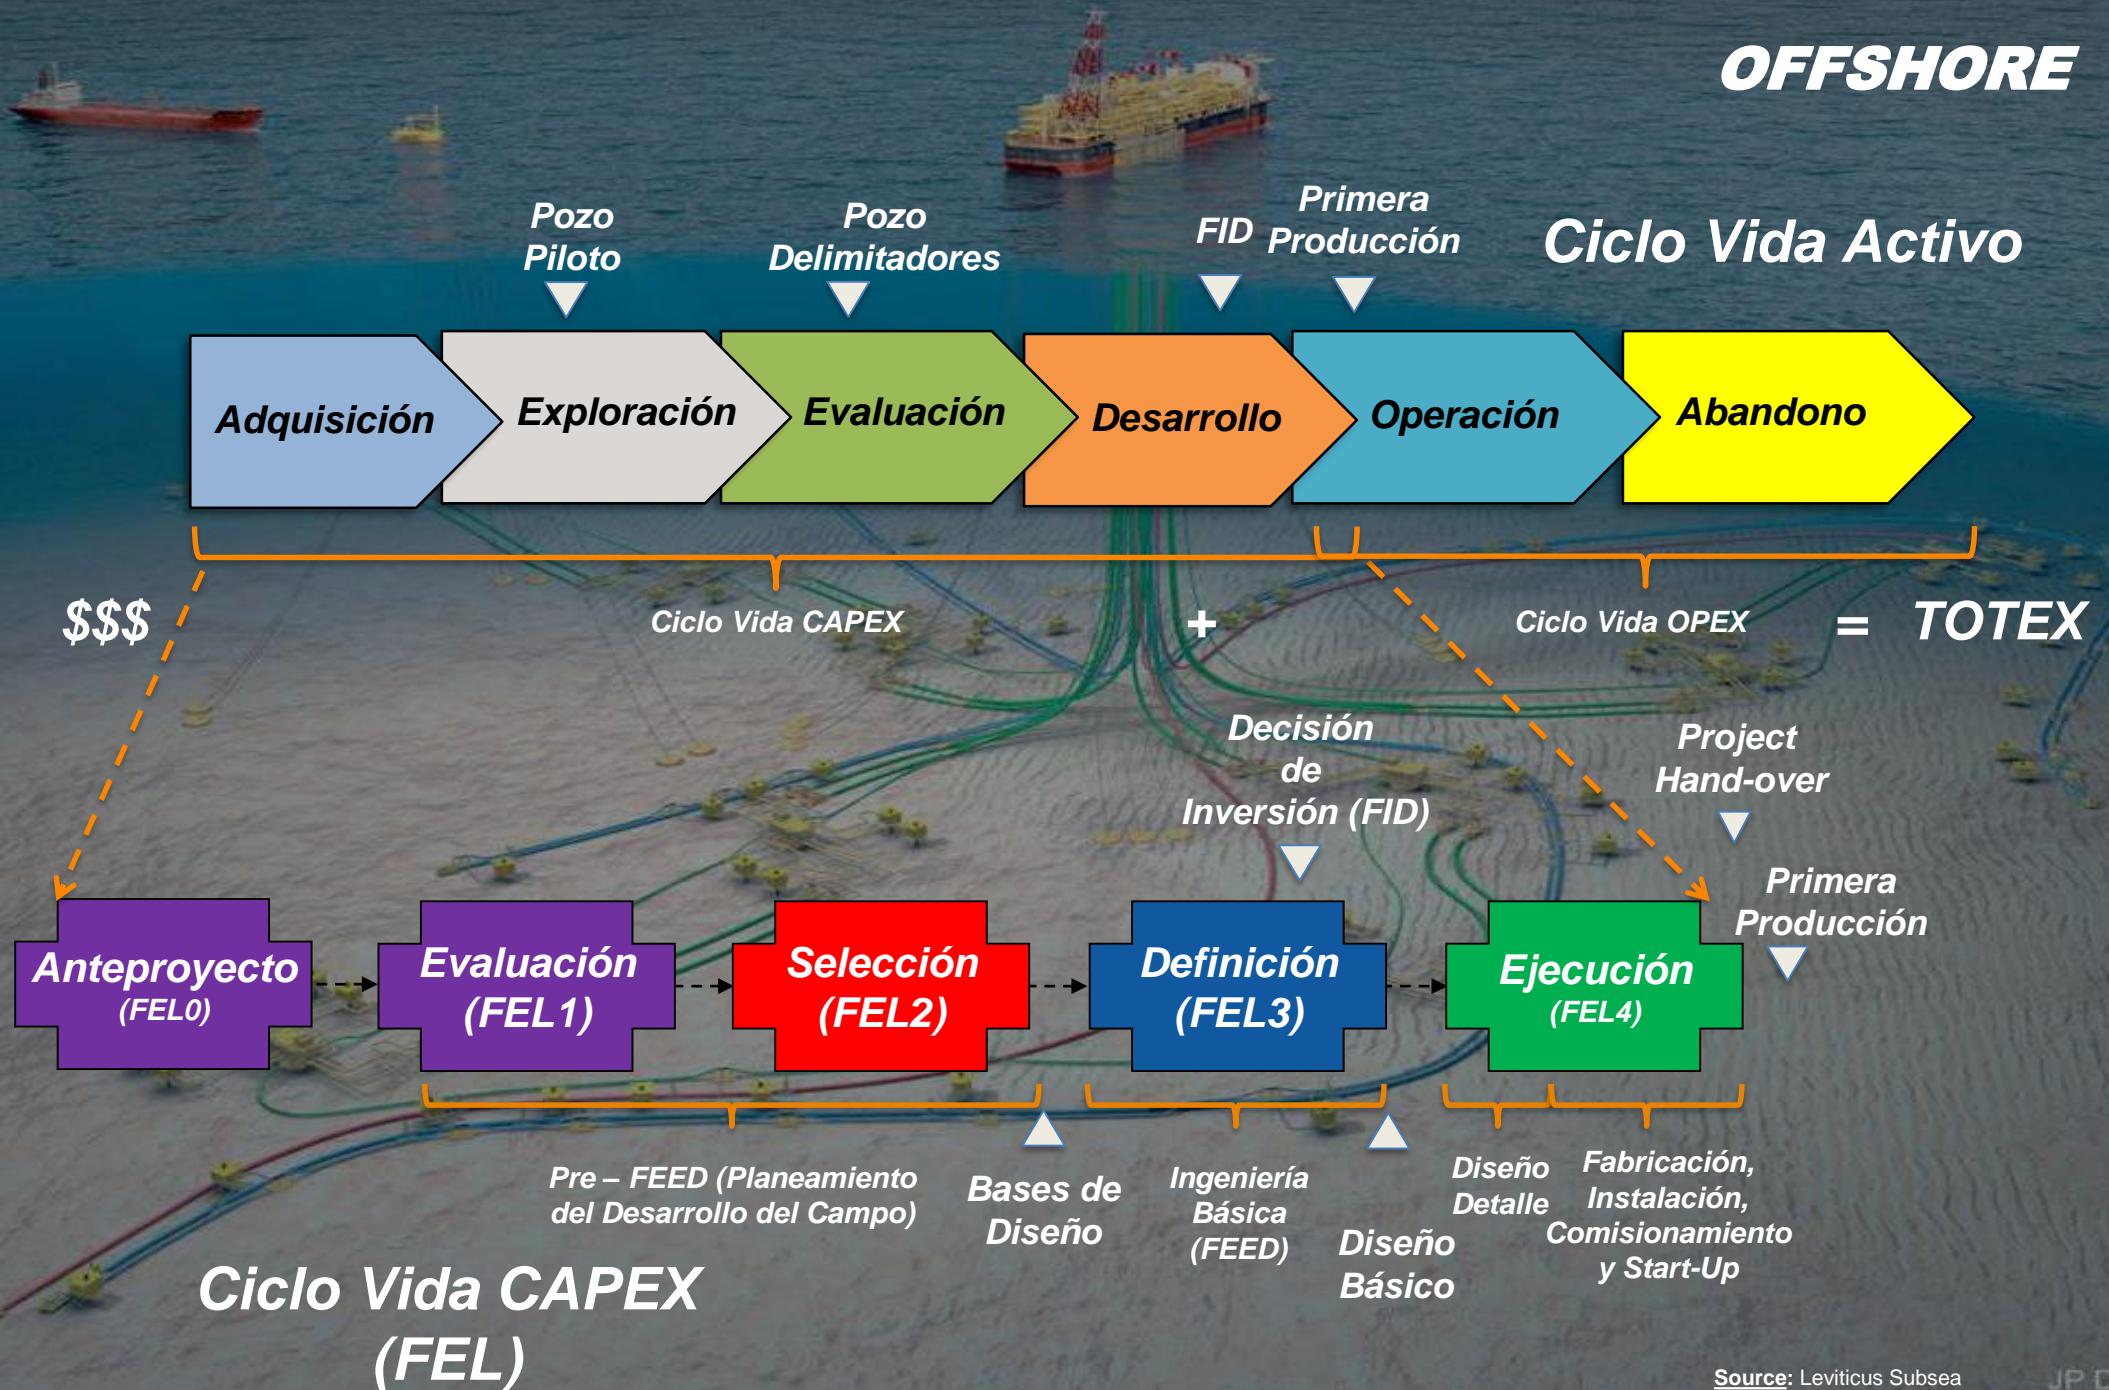 OFFSHORE
Pozo
Piloto
Pozo
Delimitadores
FID
Primera
Producción
Ciclo Vida Activo
Adquisición
Exploración
Evaluación
Desarrollo
Operación
Abandono
$$$
Ciclo Vida CAPEX
+
Ciclo Vida OPEX
=
TOTEX
Decisión
de
Inversión (FID)
Project
Hand-over
Primera
Producción
Anteproyecto
(FEL0)
Evaluación
(FEL1)
Selección
(FEL2)
Definición
(FEL3)
Ejecución
(FEL4)
Pre – FEED (Planeamiento
del Desarrollo del Campo)
Bases de
Diseño
Ingeniería
Básica
(FEED)
Diseño
Básico
Diseño
Detalle
Fabricación,
Instalación,
Comisionamiento
y Start-Up
Ciclo Vida CAPEX
(FEL)
Source: Leviticus Subsea
JP